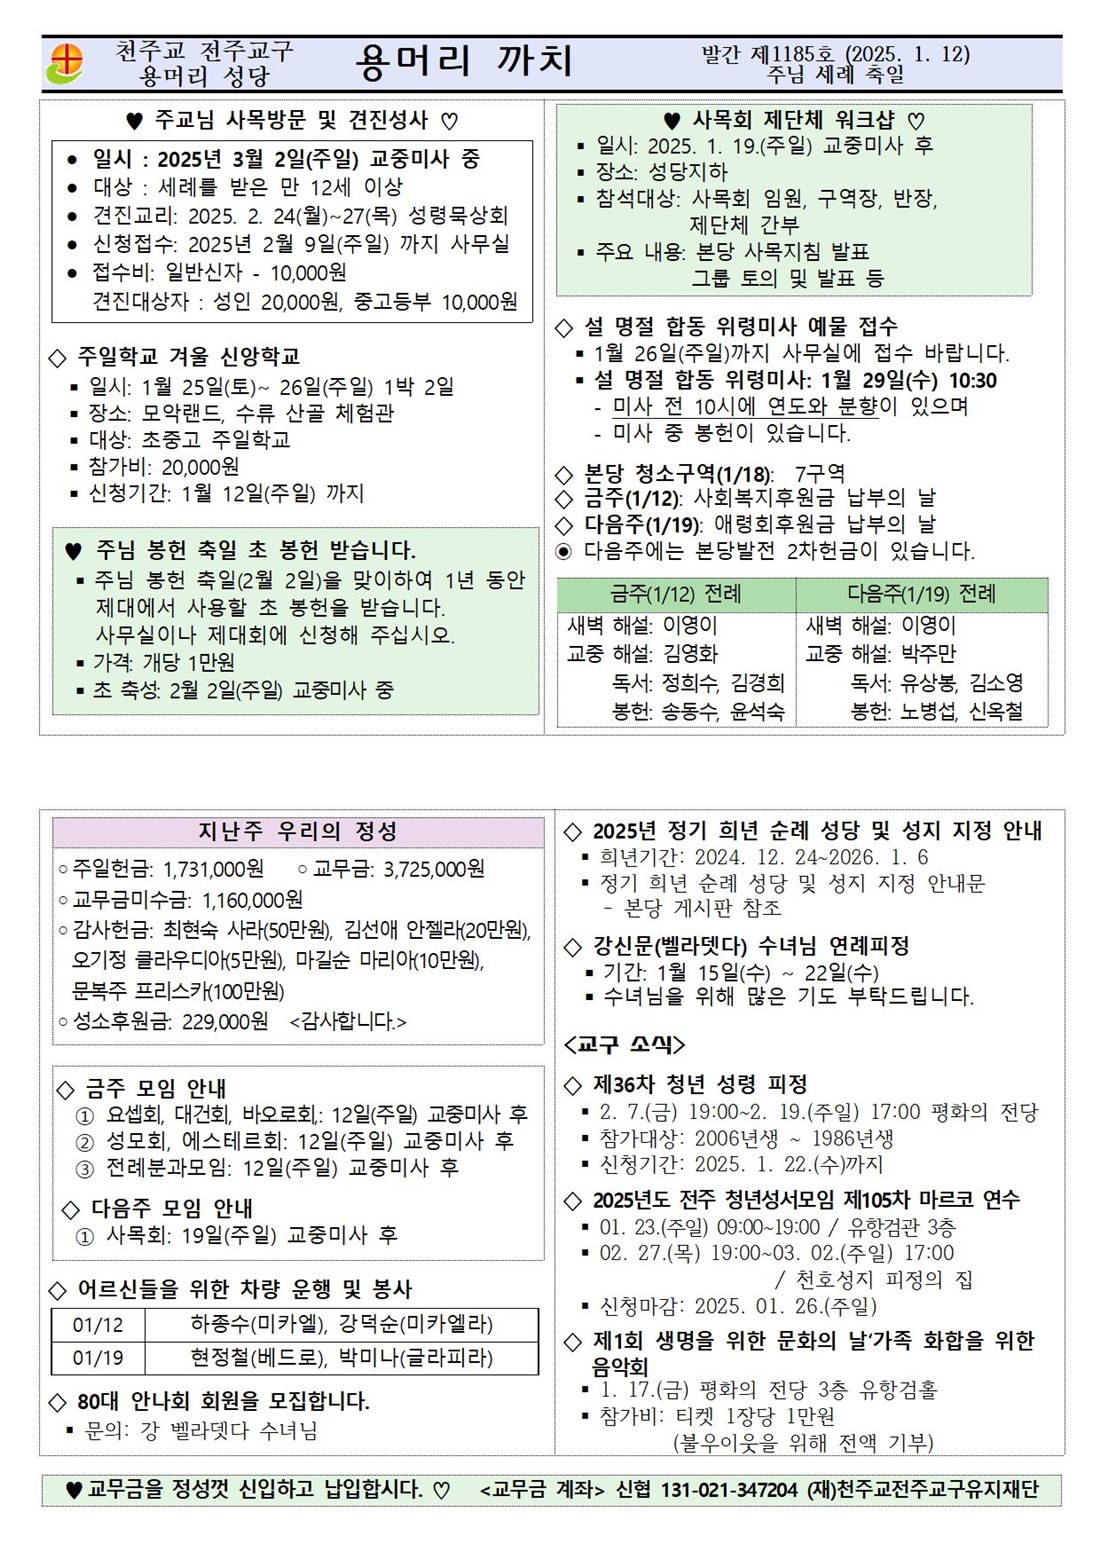 천주교 전주교구
용머리 성당
용머리 까치
발간 제1185호 (2025. 1. 12)
주님 세례 축일
♥ 주교님 사목방문 및 견진성사 ♡
● 일시 : 2025년 3월 2일(주일) 교중미사 중
● 대상 : 세례를 받은 만 12세 이상
● 견진교리: 2025. 2. 24(월)~27(목) 성령묵상회
● 신청접수: 2025년 2월 9일(주일) 까지 사무실
● 접수비: 일반신자 - 10,000원
견진대상자 : 성인 20,000원, 중고등부 10,000원
◇ 주일학교 겨울 신앙학교
▪ 일시: 1월 25일(토)~ 26일(주일) 1박 2일
▪ 장소: 모악랜드, 수류 산골 체험관
▪ 대상: 초중고 주일학교
▪ 참가비: 20,000원
▪ 신청기간: 1월 12일(주일) 까지
♥ 주님 봉헌 축일 초 봉헌 받습니다.
▪ 주님 봉헌 축일(2월 2일)을 맞이하여 1년 동안
제대에서 사용할 초 봉헌을 받습니다.
사무실이나 제대회에 신청해 주십시오.
▪ 가격: 개당 1만원
▪ 초 축성: 2월 2일(주일) 교중미사 중
♥ 사목회 제단체 워크샵 ♡
▪ 일시: 2025. 1. 19.(주일) 교중미사 후
▪ 장소: 성당지하
▪ 참석대상: 사목회 임원, 구역장, 반장,
제단체 간부
▪ 주요 내용: 본당 사목지침 발표
그룹 토의 및 발표 등
◇ 설 명절 합동 위령미사 예물 접수
▪ 1월 26일(주일)까지 사무실에 접수 바랍니다.
▪ 설 명절 합동 위령미사: 1월 29일(수) 10:30
- 미사 전 10시에 연도와 분향이 있으며
- 미사 중 봉헌이 있습니다.
◇ 본당 청소구역(1/18): 7구역
◇ 금주(1/12): 사회복지후원금 납부의 날
◇ 다음주(1/19): 애령회후원금 납부의 날
◉ 다음주에는 본당발전 2차헌금이 있습니다.
금주(1/12) 전례 다음주(1/19) 전례
새벽 해설: 이영이 새벽 해설: 이영이
교중 해설: 김영화 교중 해설: 박주만
독서: 정희수, 김경희 독서: 유상봉, 김소영
봉헌: 송동수, 윤석숙 봉헌: 노병섭, 신옥철
지난주 우리의 정성
○ 주일헌금: 1,731,000원 ○ 교무금: 3,725,000원
○ 교무금미수금: 1,160,000원
○ 감사헌금: 최현숙 사라(50만원), 김선애 안젤라(20만원),
오기정 클라우디아(5만원), 마길순 마리아(10만원),
문복주 프리스카(100만원)
○ 성소후원금: 229,000원 <감사합니다.>
◇ 금주 모임 안내
① 요셉회, 대건회, 바오로회,: 12일(주일) 교중미사 후
② 성모회, 에스테르회: 12일(주일) 교중미사 후
③ 전례분과모임: 12일(주일) 교중미사 후
◇ 다음주 모임 안내
① 사목회: 19일(주일) 교중미사 후
◇ 어르신들을 위한 차량 운행 및 봉사
01/12 하종수(미카엘), 강덕순(미카엘라)
01/19 현정철(베드로), 박미나(글라피라)
◇ 80대 안나회 회원을 모집합니다.
▪ 문의: 강 벨라뎃다 수녀님
◇ 2025년 정기 희년 순례 성당 및 성지 지정 안내
▪ 희년기간: 2024. 12. 24~2026. 1. 6
▪ 정기 희년 순례 성당 및 성지 지정 안내문
- 본당 게시판 참조
◇ 강신문(벨라뎃다) 수녀님 연례피정
▪ 기간: 1월 15일(수) ~ 22일(수)
▪ 수녀님을 위해 많은 기도 부탁드립니다.
<교구 소식>
◇ 제36차 청년 성령 피정
▪ 2. 7.(금) 19:00~2. 19.(주일) 17:00 평화의 전당
▪ 참가대상: 2006년생 ~ 1986년생
▪ 신청기간: 2025. 1. 22.(수)까지
◇ 2025년도 전주 청년성서모임 제105차 마르코 연수
▪ 01. 23.(주일) 09:00~19:00 / 유항검관 3층
▪ 02. 27.(목) 19:00~03. 02.(주일) 17:00
/ 천호성지 피정의 집
▪ 신청마감: 2025. 01. 26.(주일)
◇ 제1회 생명을 위한 문화의 날‘가족 화합을 위한
음악회
▪ 1. 17.(금) 평화의 전당 3층 유항검홀
▪ 참가비: 티켓 1장당 1만원
(불우이웃을 위해 전액 기부)
♥ 교무금을 정성껏 신입하고 납입합시다. ♡ <교무금 계좌> 신협 131-021-347204 (재)천주교전주교구유지재단